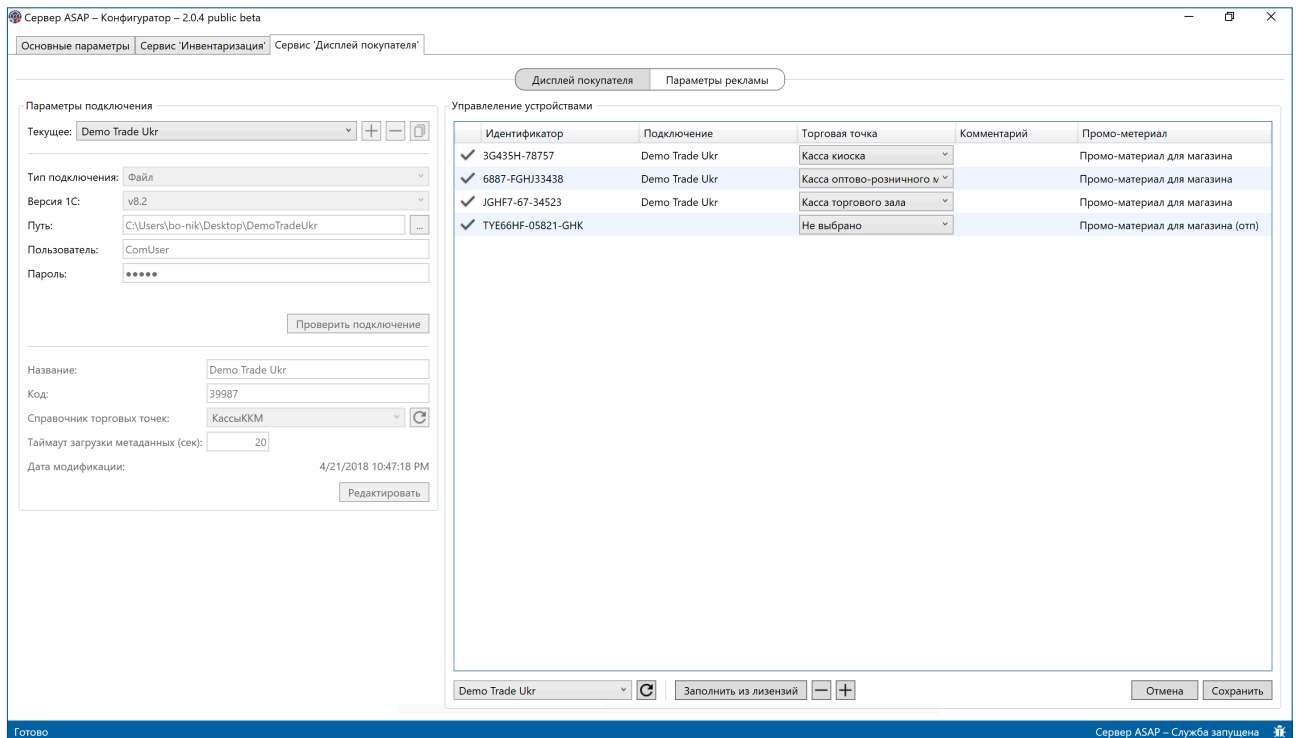 Сервер ASAP – Конфигуратор – 2.0.4 public beta
Основные параметры Сервис 'Инвентаризация' Сервис 'Дисплей покупателя'
Дисплей покупателя Параметры рекламы
Параметры подключения
Текущее: Demo Trade Ukr
Тип подключения: Файл
Версия 1С: v8.2
Путь: C:\Users\bo-nik\Desktop\DemoTradeUkr ...
Пользователь: ComUser
Пароль: •••••
Проверить подключение
Название: Demo Trade Ukr
Код: 39987
Справочник торговых точек: КассыККМ
Таймаут загрузки метаданных (сек): 20
Дата модификации: 4/21/2018 10:47:18 PM
Редактировать
Управлеление устройствами
Идентификатор Подключение Торговая точка Комментарий Промо-метериал
3G435H-78757 Demo Trade Ukr Касса киоска Промо-материал для магазина
6887-FGHJ33438 Demo Trade Ukr Касса оптово-розничного м Промо-материал для магазина
JGHF7-67-34523 Demo Trade Ukr Касса торгового зала Промо-материал для магазина
TYE66HF-05821-GHK Не выбрано Промо-материал для магазина (отп)
Demo Trade Ukr Заполнить из лизензий Отмена Сохранить
Готово Сервер ASAP – Служба запущена